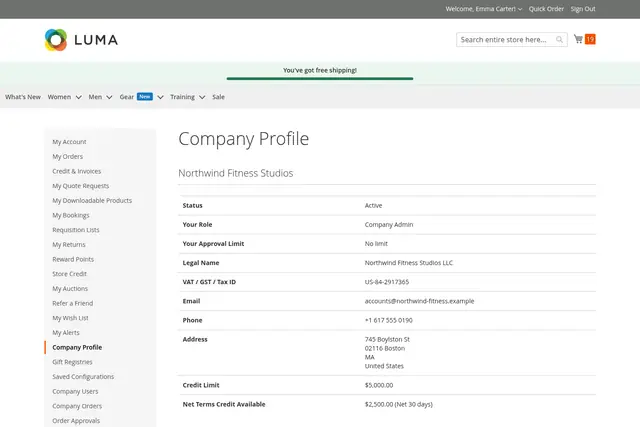 Welcome, Emma Carter!
Quick Order
Sign Out
LUMA
Search entire store here...
19
You've got free shipping!
What's New
Women
Men
Gear
New
Training
Sale
My Account
My Orders
Credit & Invoices
My Quote Requests
My Downloadable Products
My Bookings
Requisition Lists
My Returns
Reward Points
Store Credit
My Auctions
Refer a Friend
My Wish List
My Alerts
Company Profile
Gift Registries
Saved Configurations
Company Users
Company Orders
Order Approvals
Company Profile
Northwind Fitness Studios
Status
Active
Your Role
Company Admin
Your Approval Limit
No limit
Legal Name
Northwind Fitness Studios LLC
VAT / GST / Tax ID
US-84-2917365
Email
accounts@northwind-fitness.example
Phone
+1 617 555 0190
Address
745 Boylston St
02116 Boston
MA
United States
Credit Limit
$5,000.00
Net Terms Credit Available
$2,500.00 (Net 30 days)